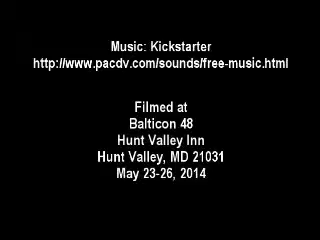 Music: Kickstarter
http://www.pacdv.com/sounds/free-music.html
Filmed at
Balticon 48
Hunt Valley Inn
Hunt Valley, MD 21031
May 23-26, 2014